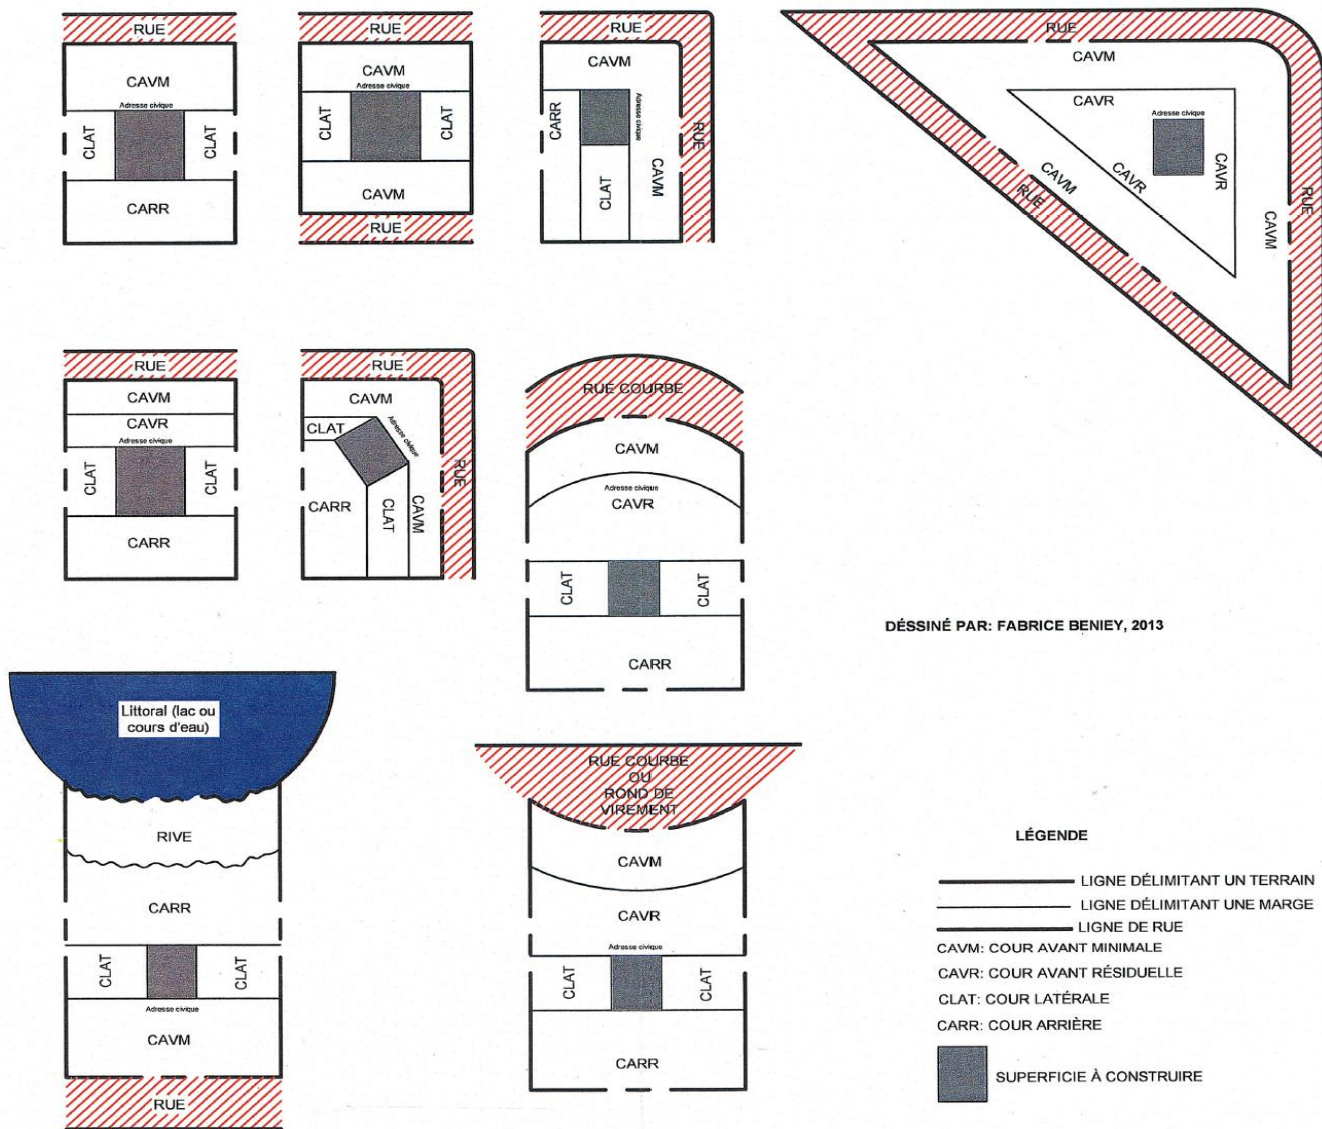 RUE
CAVM
Adresse civique
CLAT
CLAT
CARR
RUE
CAVM
Adresse civique
CLAT
CLAT
CAVM
RUE
RUE
CAVM
CARR
Adresse civique
CLAT
CAVM
RUE
RUE
CAVM
CAVR
Adresse civique
CAVR
CAVR
CAVM
RUE
CAVM
RUE
RUE
CAVM
CAVR
Adresse civique
CLAT
CLAT
CARR
RUE
CAVM
CLAT
Adresse civique
CARR
CLAT
CAVM
RUE
RUE COURBE
CAVM
Adresse civique
CAVR
CLAT
CLAT
CARR
DÉSSINÉ PAR: FABRICE BENIEY, 2013
Littoral (lac ou
cours d'eau)
RIVE
CARR
CLAT
CLAT
Adresse civique
CAVM
RUE
RUE COURBE
OU
ROND DE
VIREMENT
CAVM
CAVR
Adresse civique
CLAT
CLAT
CARR
LÉGENDE
LIGNE DÉLIMITANT UN TERRAIN
LIGNE DÉLIMITANT UNE MARGE
LIGNE DE RUE
CAVM: COUR AVANT MINIMALE
CAVR: COUR AVANT RÉSIDUELLE
CLAT: COUR LATÉRALE
CARR: COUR ARRIÈRE
SUPERFICIE À CONSTRUIRE